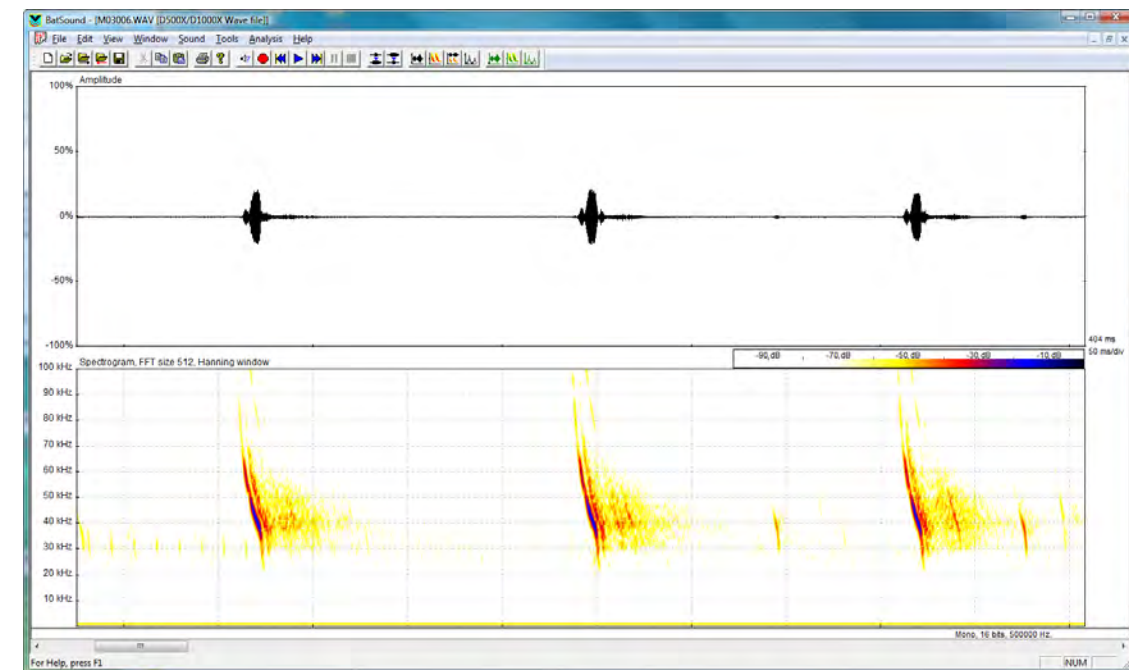 BatSound - [M03006.WAV [D500X/D1000X Wave file]]
File Edit View Window Sound Tools Analysis Help
Amplitude
100%
50%
0%
-50%
-100%
404 ms
50 ms/div
Spectrogram, FFT size 512, Hanning window
-90 dB -70 dB -50 dB -30 dB -10 dB
100 kHz
90 kHz
80 kHz
70 kHz
60 kHz
50 kHz
40 kHz
30 kHz
20 kHz
10 kHz
Mono, 16 bits, 500000 Hz.
For Help, press F1
NUM